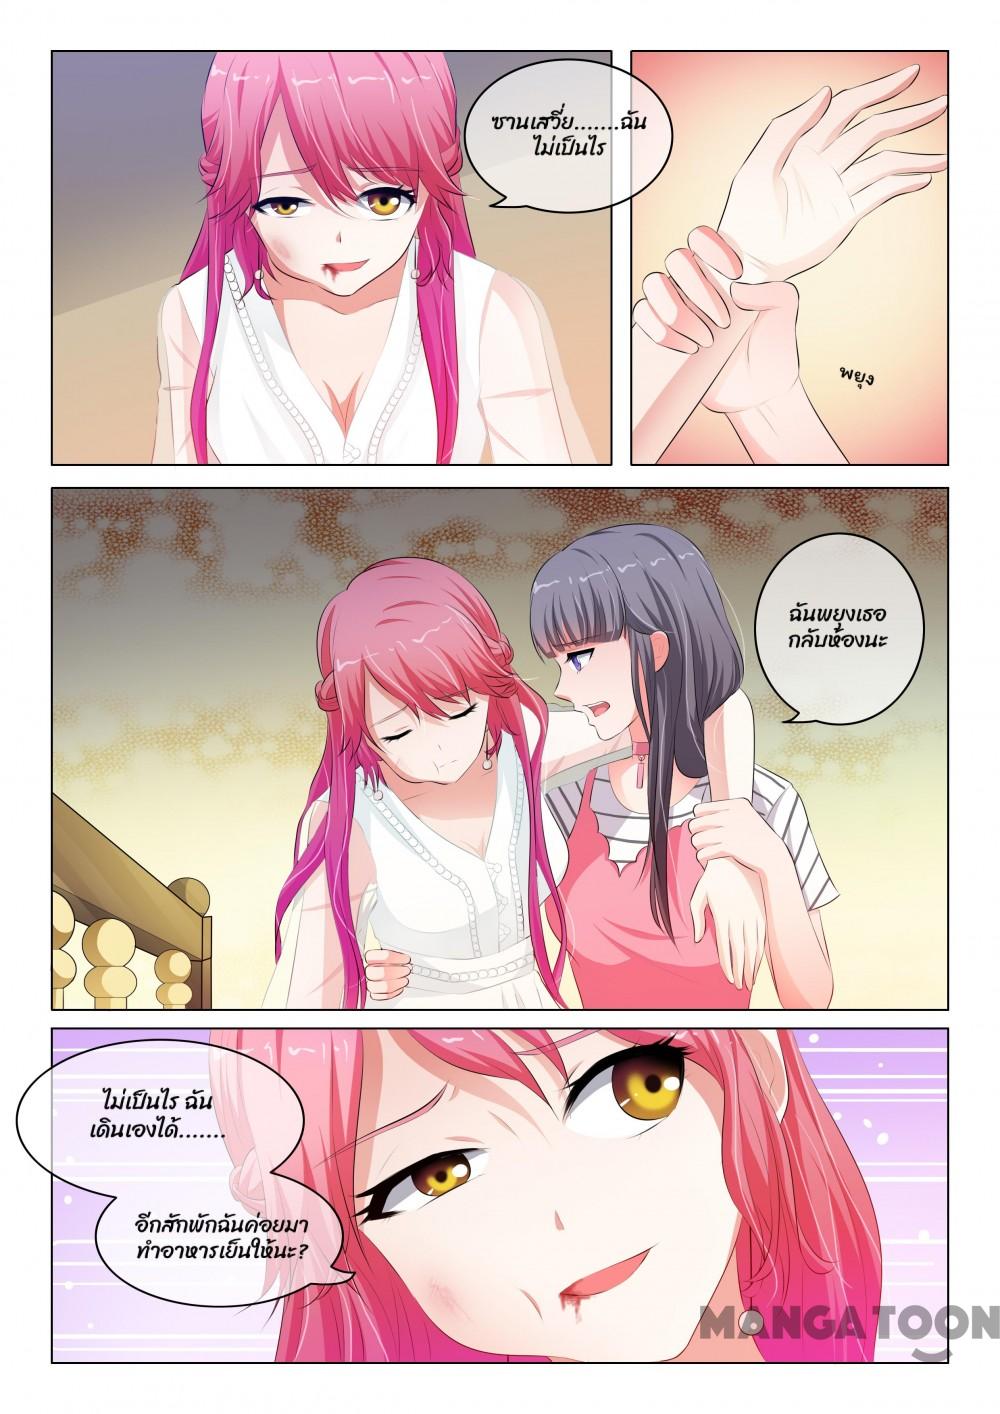 ซานเสวี่ย.......ฉัน
ไม่เป็นไร
พยุง
ฉันพยุงเธอ
กลับห้องนะ
ไม่เป็นไร ฉัน
เดินเองได้.......
อีกสักพักฉันค่อยมา
ทำอาหารเย็นให้นะ?
MANGATOON